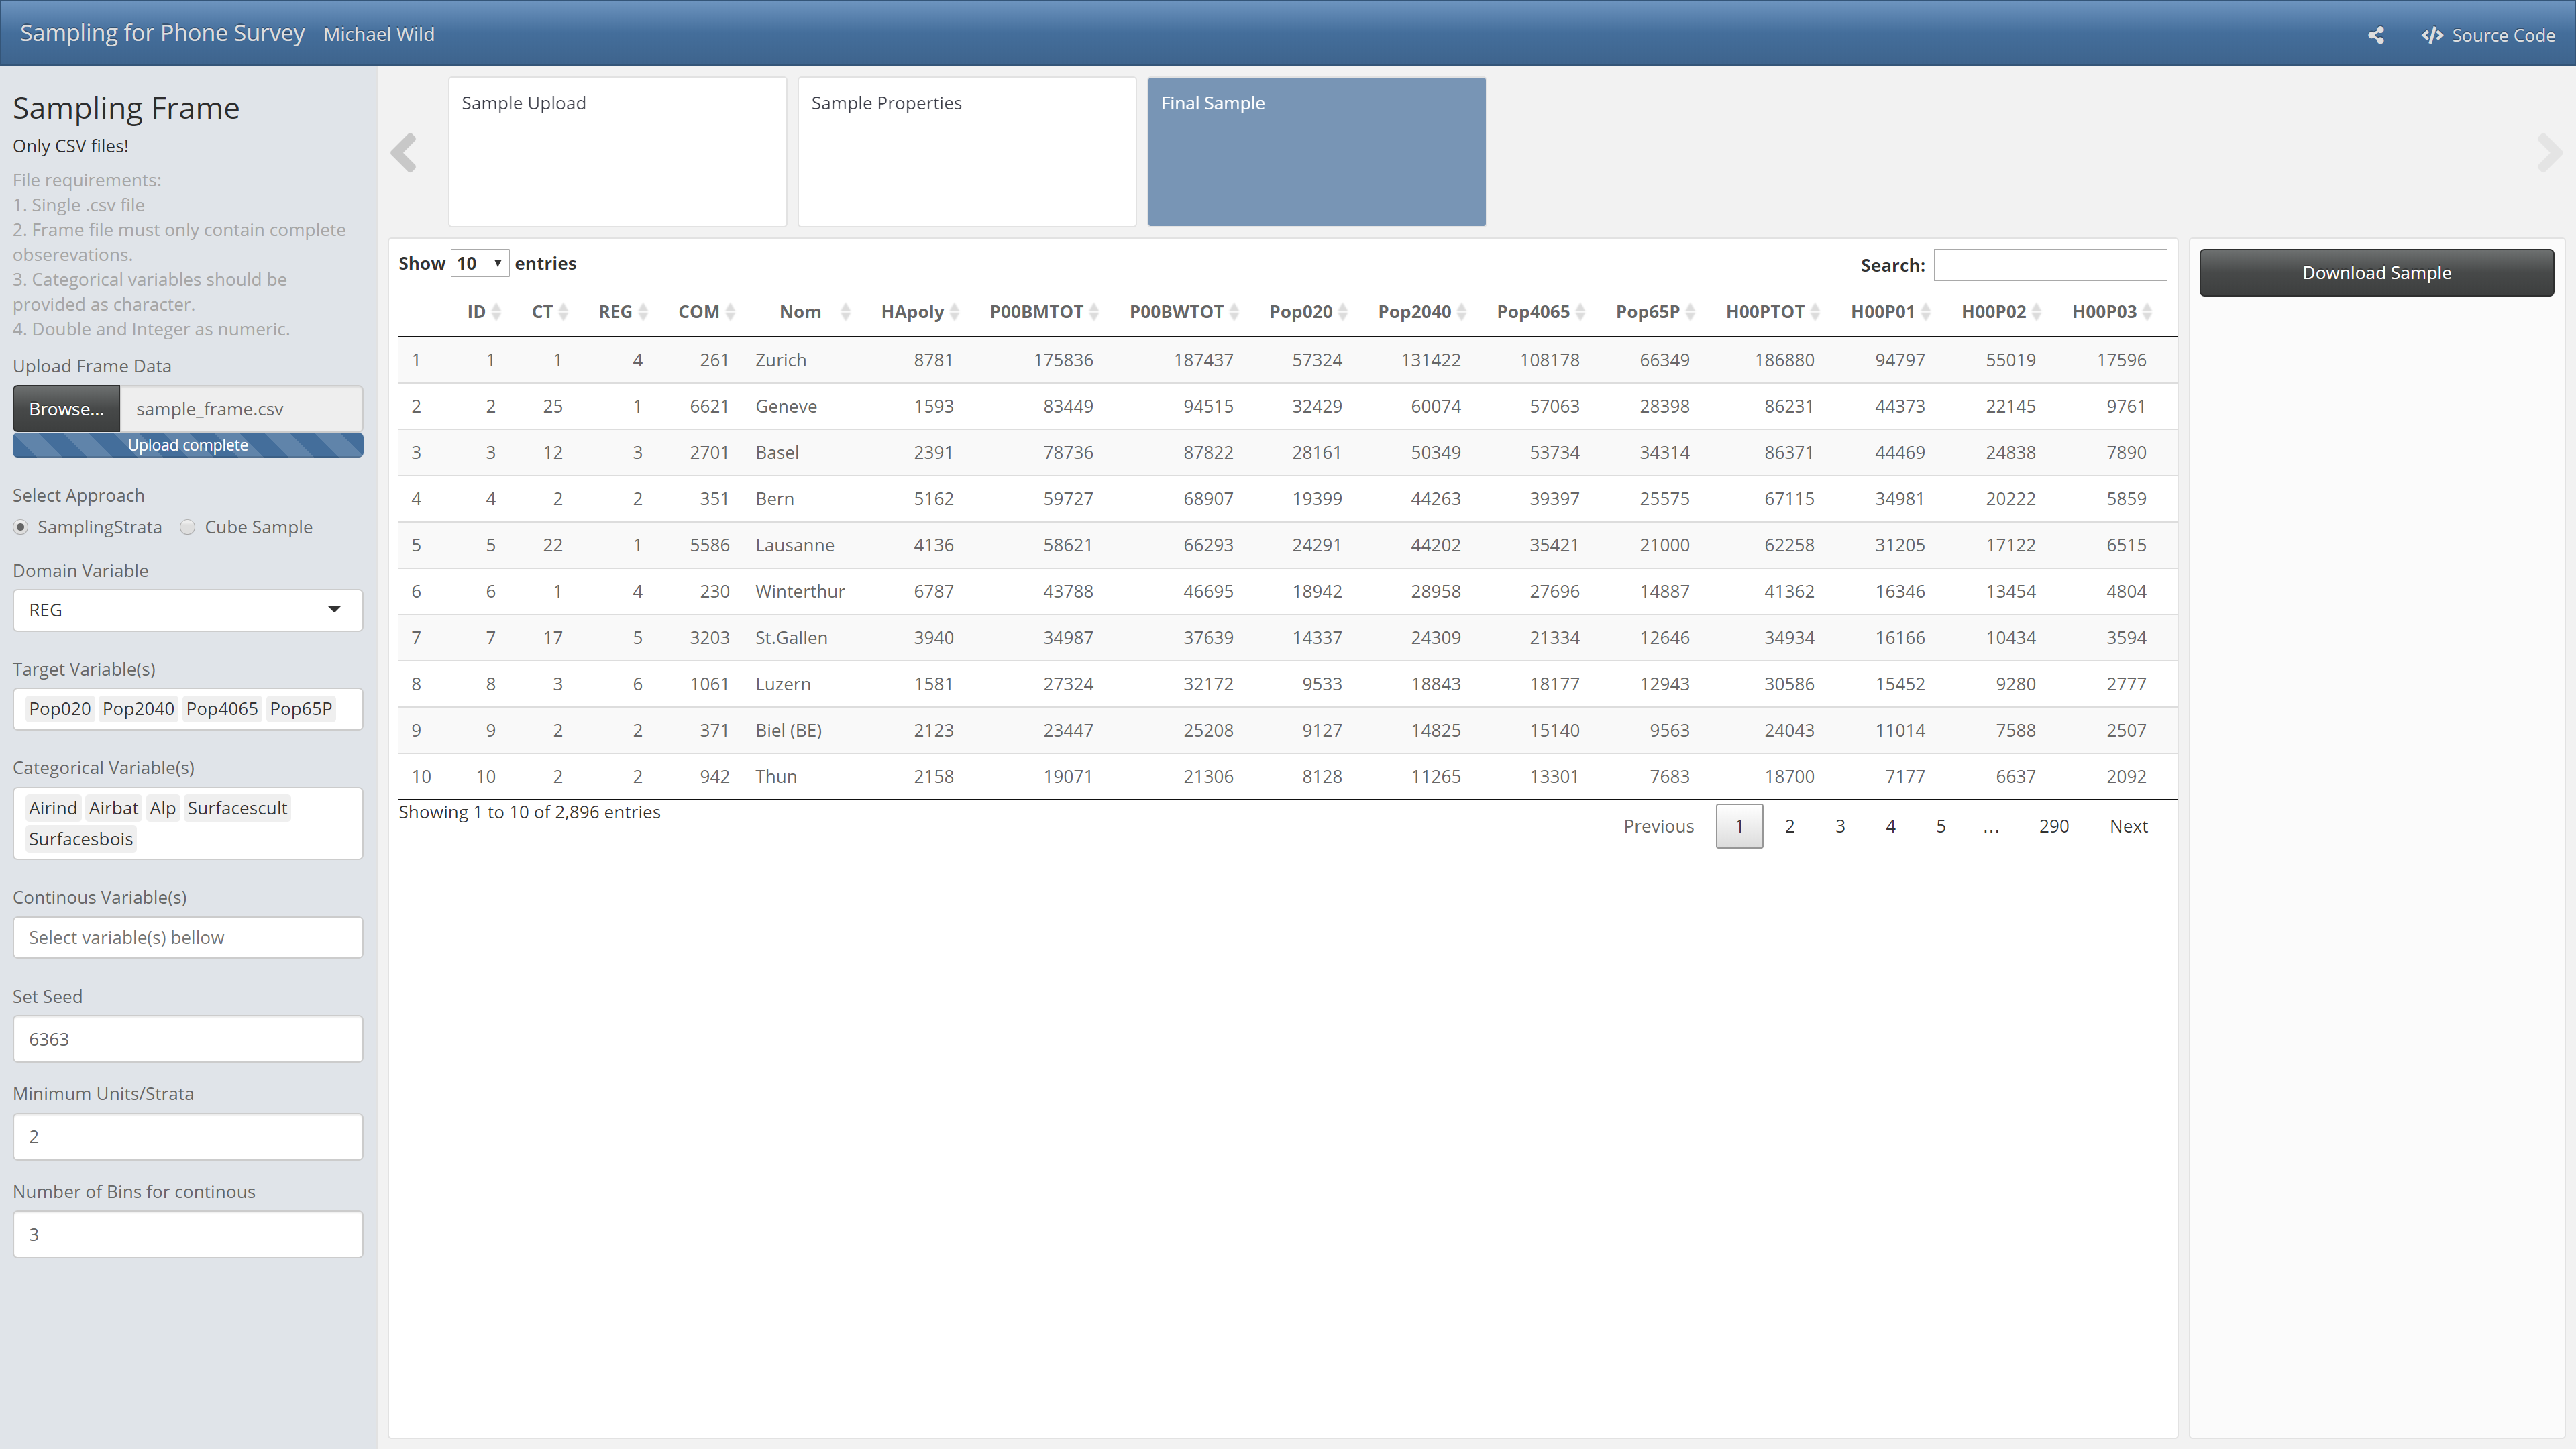 Sampling for Phone Survey Michael Wild Source Code
Sampling Frame
Only CSV files!
File requirements:
1. Single .csv file
2. Frame file must only contain complete
obserevations.
3. Categorical variables should be
provided as character.
4. Double and Integer as numeric.
Upload Frame Data
Browse... sample_frame.csv
Upload complete
Select Approach
SamplingStrata Cube Sample
Domain Variable
REG
Target Variable(s)
Pop020 Pop2040 Pop4065 Pop65P
Categorical Variable(s)
Airind Airbat Alp Surfacescult
Surfacesbois
Continous Variable(s)
Select variable(s) bellow
Set Seed
6363
Minimum Units/Strata
2
Number of Bins for continous
3
Sample Upload Sample Properties Final Sample
Show 10 entries Search:
ID CT REG COM Nom HApoly P00BMTOT P00BWTOT Pop020 Pop2040 Pop4065 Pop65P H00PTOT H00P01 H00P02 H00P03
1 1 1 4 261 Zurich 8781 175836 187437 57324 131422 108178 66349 186880 94797 55019 17596
2 2 25 1 6621 Geneve 1593 83449 94515 32429 60074 57063 28398 86231 44373 22145 9761
3 3 12 3 2701 Basel 2391 78736 87822 28161 50349 53734 34314 86371 44469 24838 7890
4 4 2 2 351 Bern 5162 59727 68907 19399 44263 39397 25575 67115 34981 20222 5859
5 5 22 1 5586 Lausanne 4136 58621 66293 24291 44202 35421 21000 62258 31205 17122 6515
6 6 1 4 230 Winterthur 6787 43788 46695 18942 28958 27696 14887 41362 16346 13454 4804
7 7 17 5 3203 St.Gallen 3940 34987 37639 14337 24309 21334 12646 34934 16166 10434 3594
8 8 3 6 1061 Luzern 1581 27324 32172 9533 18843 18177 12943 30586 15452 9280 2777
9 9 2 2 371 Biel (BE) 2123 23447 25208 9127 14825 15140 9563 24043 11014 7588 2507
10 10 2 2 942 Thun 2158 19071 21306 8128 11265 13301 7683 18700 7177 6637 2092
Showing 1 to 10 of 2,896 entries
Previous 1 2 3 4 5 ... 290 Next
Download Sample